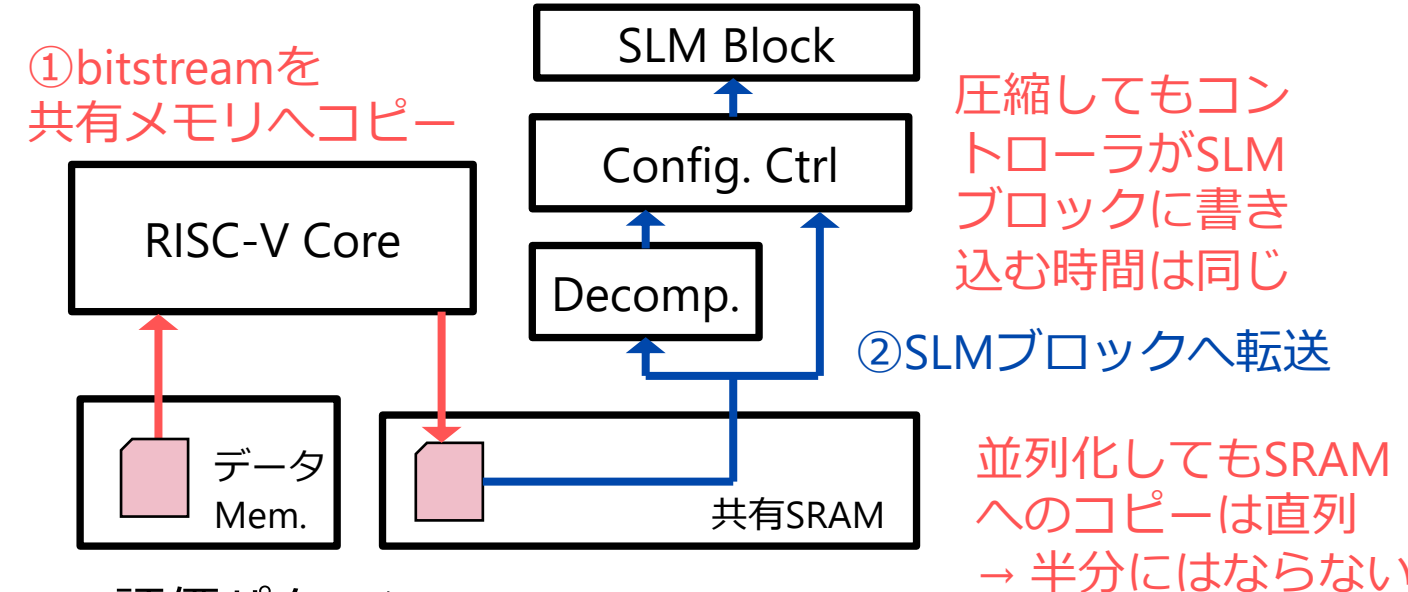 ①bitstreamを
共有メモリへコピー
SLM Block
Config. Ctrl
RISC-V Core
Decomp.
圧縮してもコン
トローラがSLM
ブロックに書き
込む時間は同じ
②SLMブロックへ転送
データ
Mem.
共有SRAM
並列化してもSRAM
へのコピーは直列
→ 半分にはならない